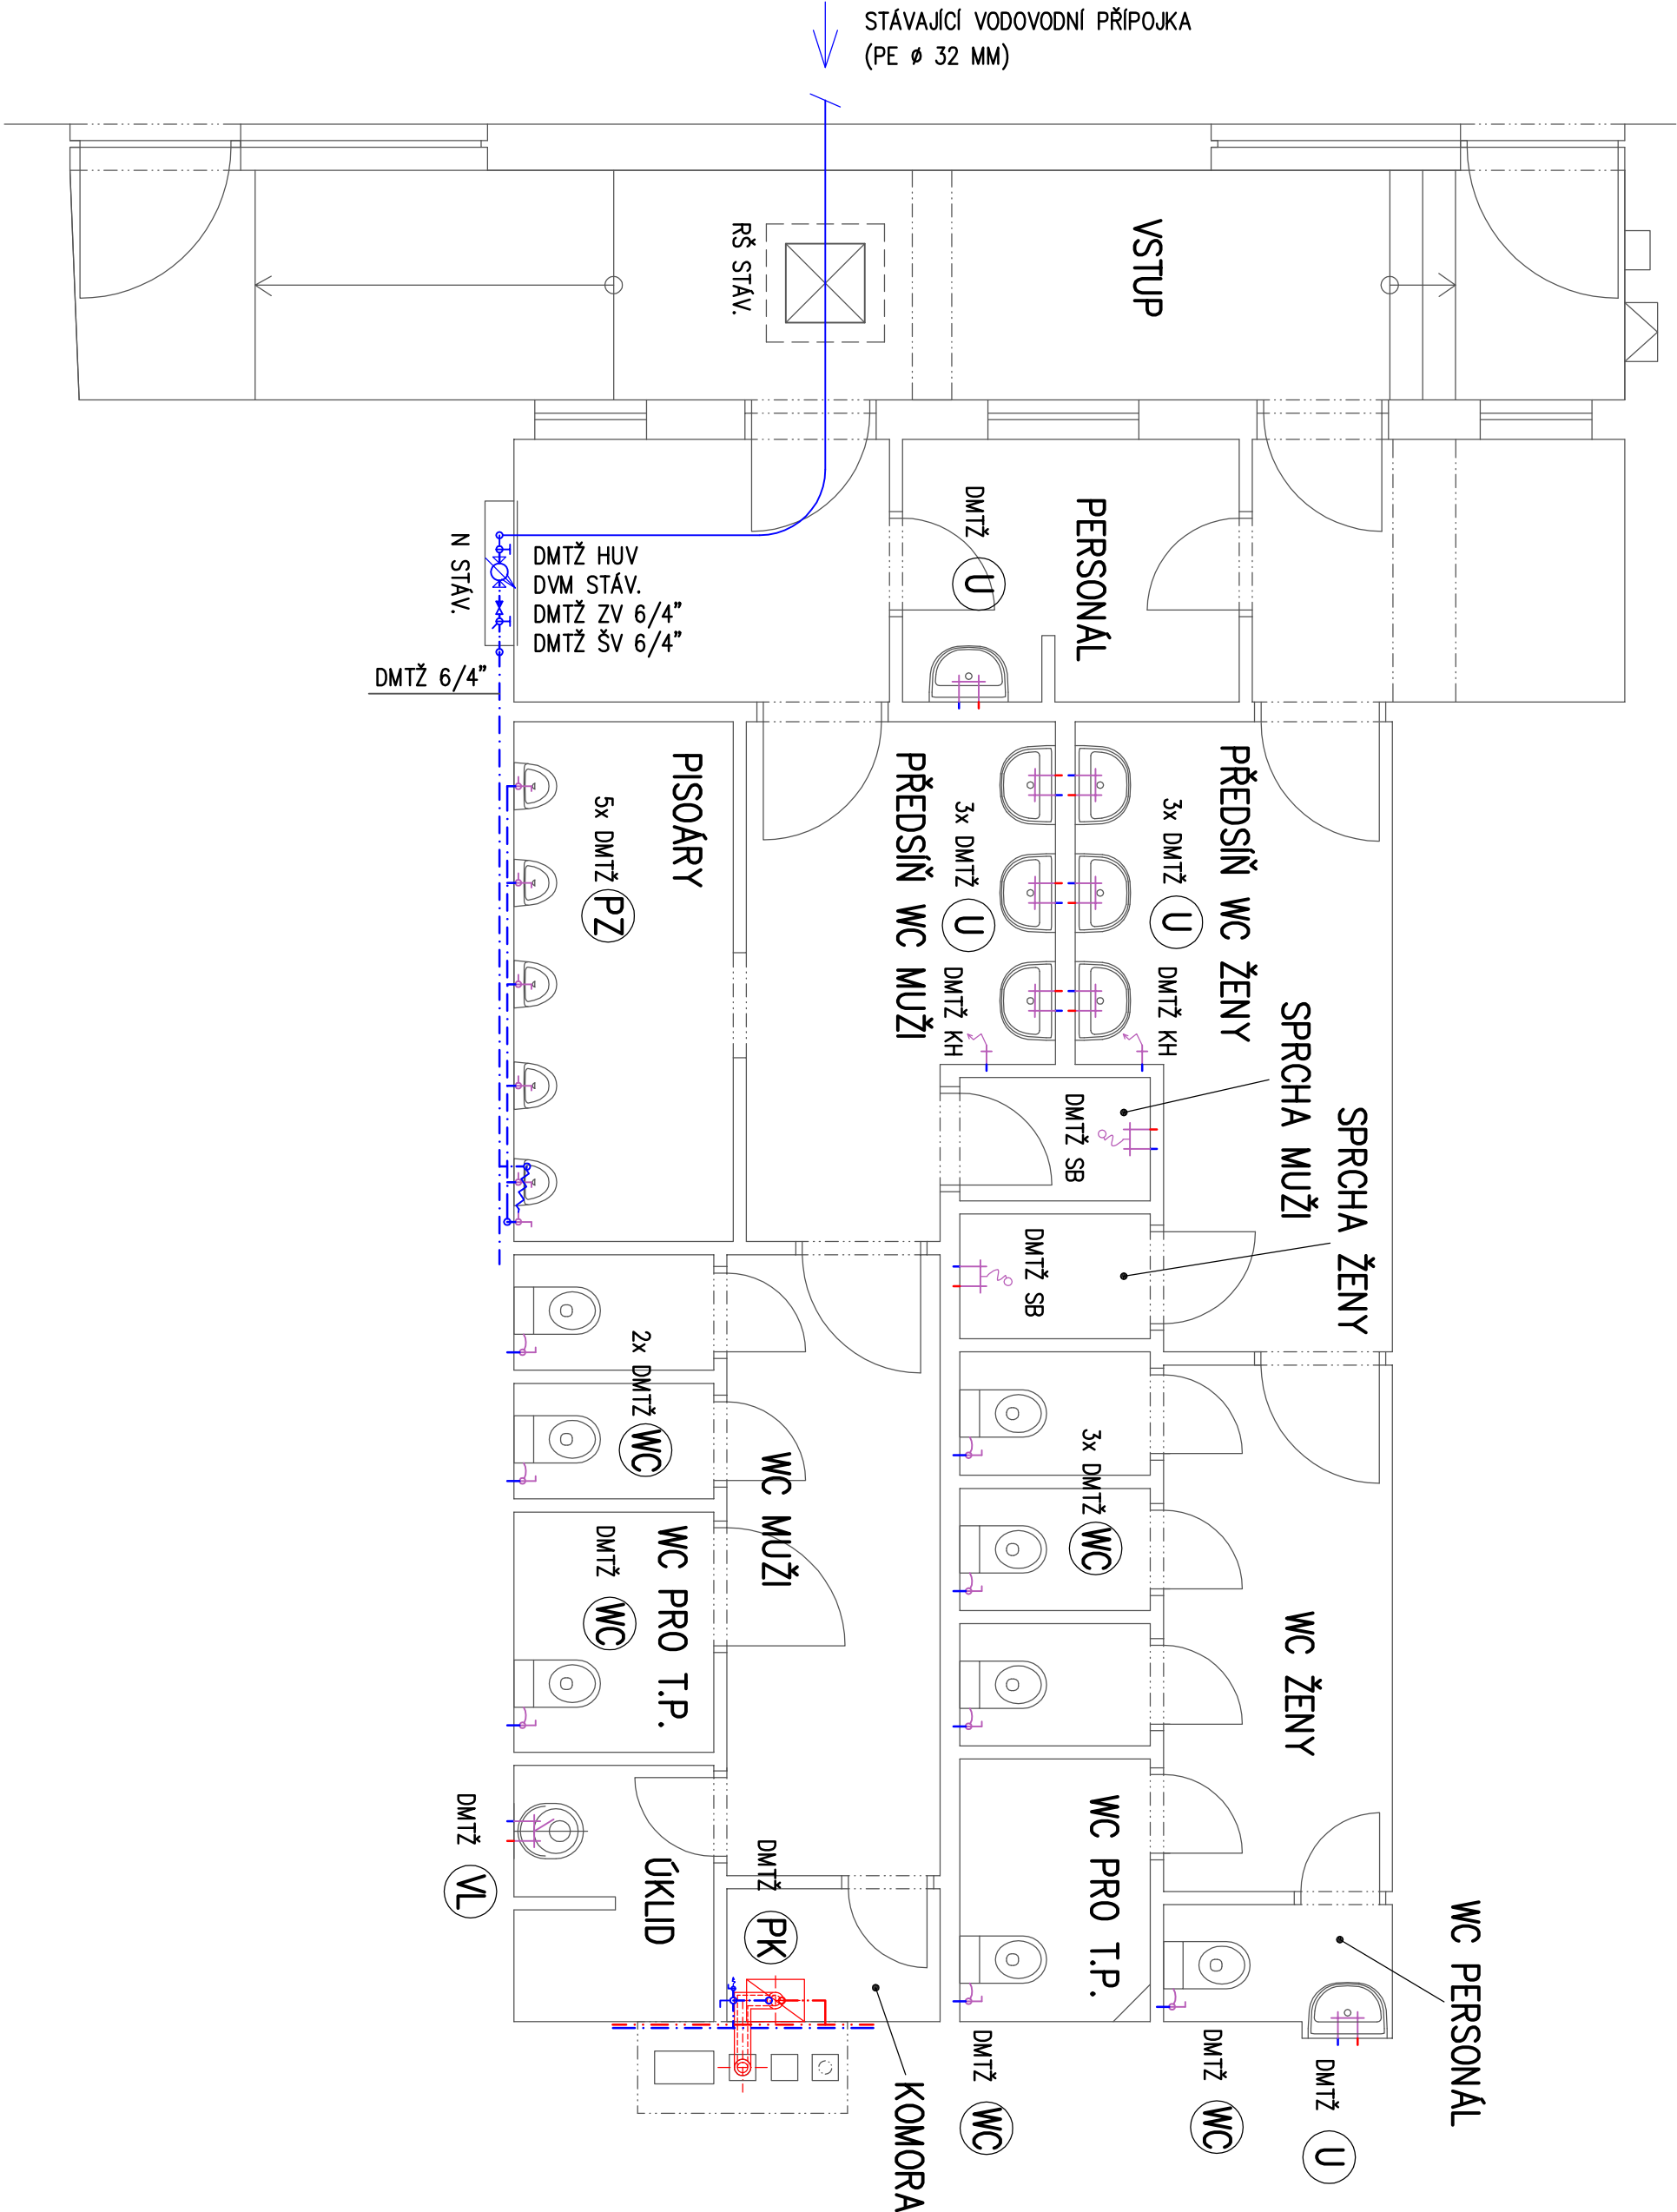 STÁVAJÍCÍ VODOVODNÍ PŘÍPOJKA
(PE ø 32 MM)
VSTUP
RŠ STÁV.
PERSONÁL
DMTŽ
U
N STÁV.
DMTŽ HUV
DVM STÁV.
DMTŽ ZV 6/4”
DMTŽ ŠV 6/4”
DMTŽ 6/4”
PISOÁRY
5x DMTŽ
PZ
PŘEDSÍŇ WC MUŽI
3x DMTŽ
U
DMTŽ KH
PŘEDSÍŇ WC ŽENY
3x DMTŽ
U
DMTŽ KH
SPRCHA MUŽI
DMTŽ SB
SPRCHA ŽENY
DMTŽ SB
2x DMTŽ
WC
WC MUŽI
3x DMTŽ
WC
WC ŽENY
WC PRO T.P.
DMTŽ
WC
WC PRO T.P.
DMTŽ
WC
ÚKLID
DMTŽ
VL
DMTŽ
PK
KOMORA
WC PERSONÁL
DMTŽ
WC
DMTŽ
U